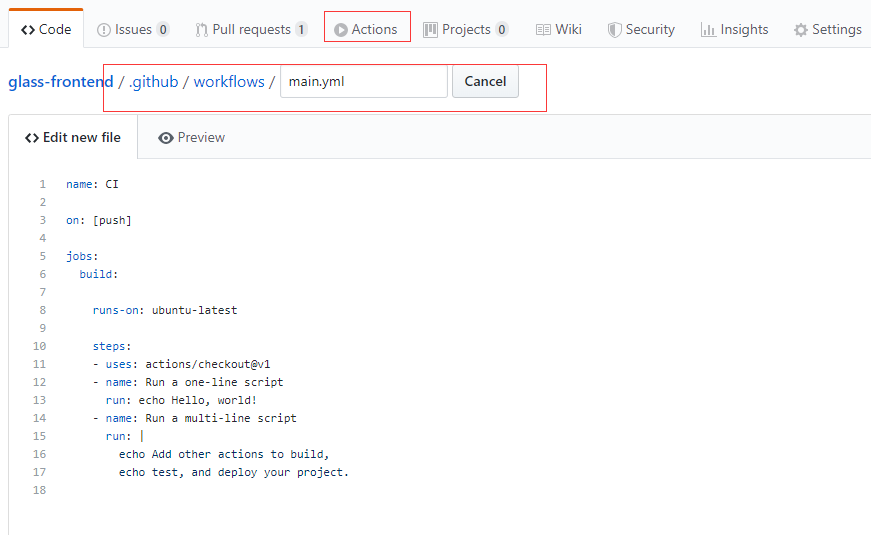 Code Issues 0 Pull requests 1 Actions Projects 0 Wiki Security Insights Settings
glass-frontend / .github / workflows / main.yml Cancel
Edit new file Preview
1 name: CI
2
3 on: [push]
4
5 jobs:
6   build:
7
8     runs-on: ubuntu-latest
9
10     steps:
11     - uses: actions/checkout@v1
12     - name: Run a one-line script
13       run: echo Hello, world!
14     - name: Run a multi-line script
15       run: |
16         echo Add other actions to build,
17         echo test, and deploy your project.
18